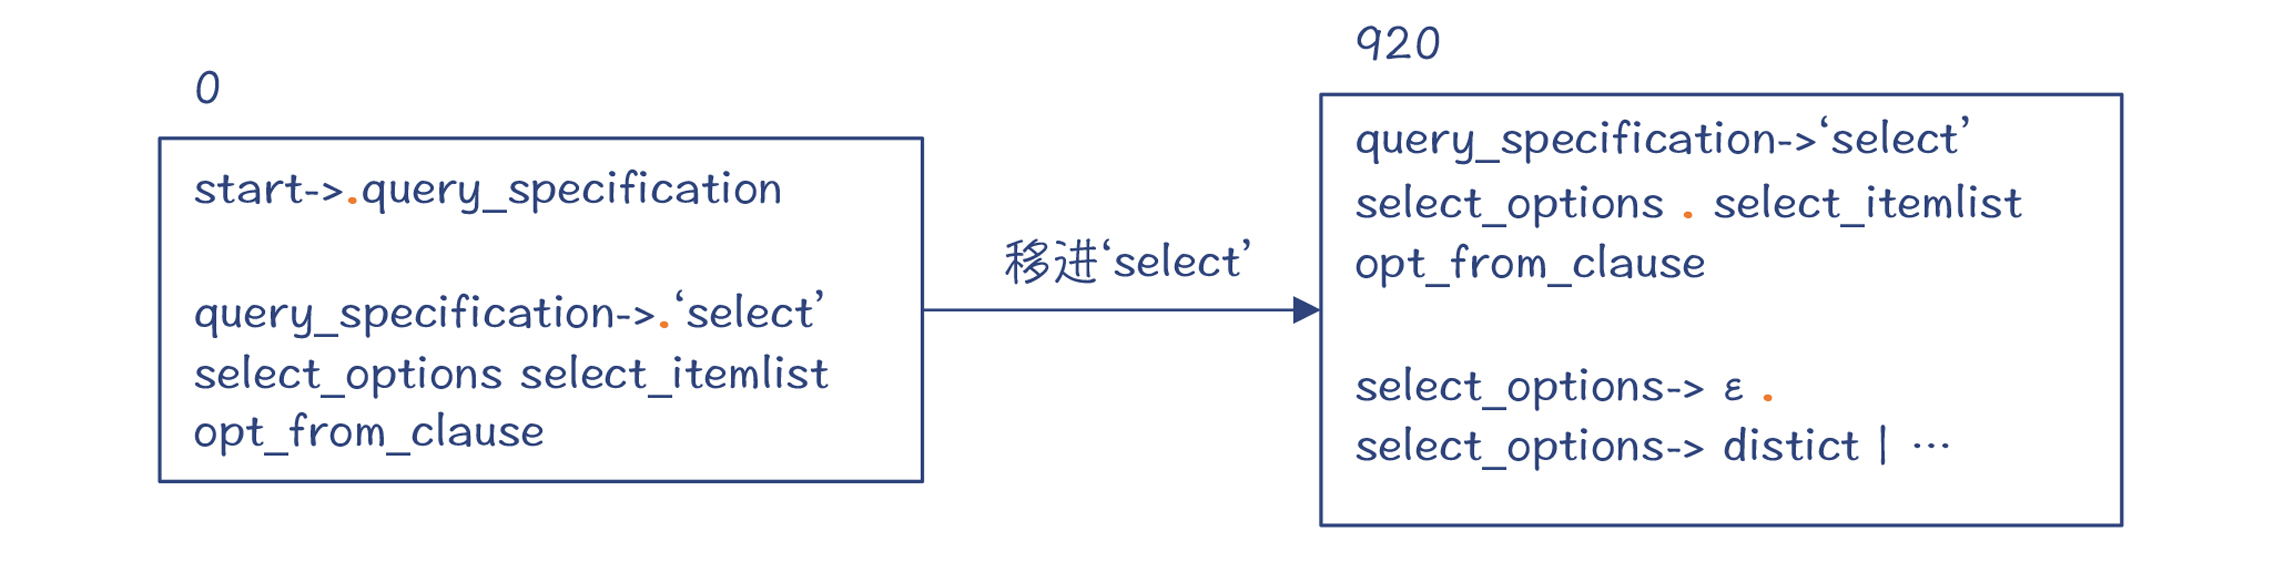 0
start->.query_specification
query_specification->.‘select’
select_options select_itemlist
opt_from_clause
移进‘select’
920
query_specification->‘select’
select_options . select_itemlist
opt_from_clause
select_options-> ε .
select_options-> distict | ···